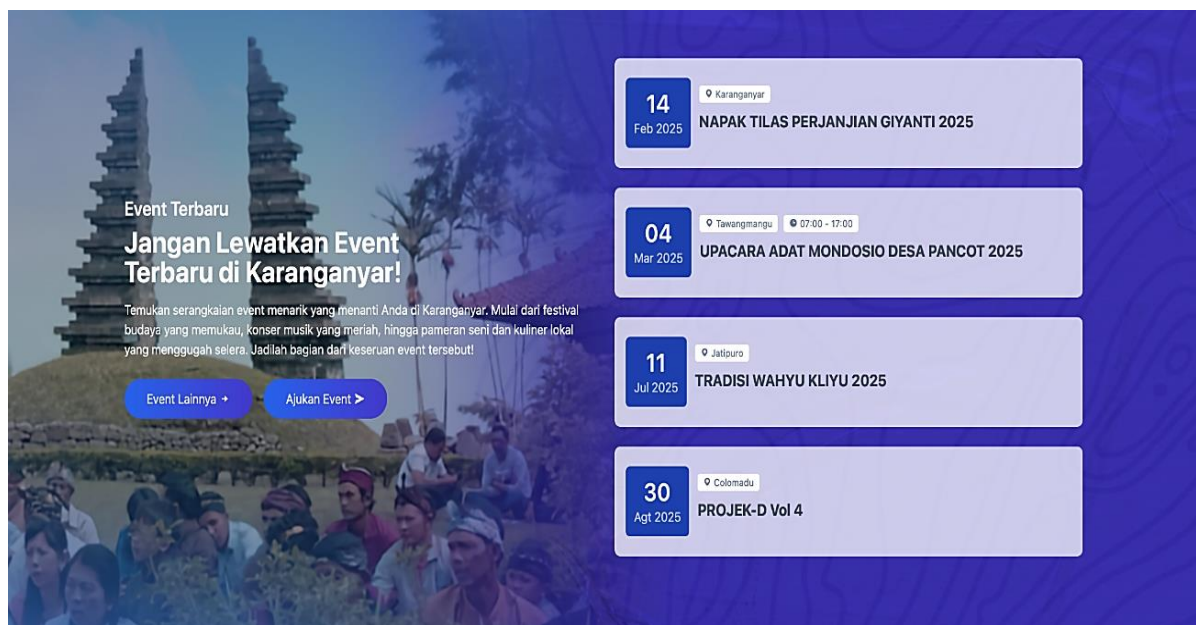 Event Terbaru
Jangan Lewatkan Event
Terbaru di Karanganyar!
Temukan serangkaian event menarik yang menanti Anda di Karanganyar. Mulai dari festival
budaya yang memukau, konser musik yang meriah, hingga pameran seni dan kuliner lokal
yang menggugah selera. Jadilah bagian dari keseruan event tersebut!
Event Lainnya
Ajukan Event
14
Feb 2025
Karanganyar
NAPAK TILAS PERJANJIAN GIYANTI 2025
04
Mar 2025
Tawangmangu
07:00 - 17:00
UPACARA ADAT MONDOSIO DESA PANCOT 2025
11
Jul 2025
Jatipuro
TRADISI WAHYU KLIYU 2025
30
Agt 2025
Colomadu
PROJEK-D Vol 4